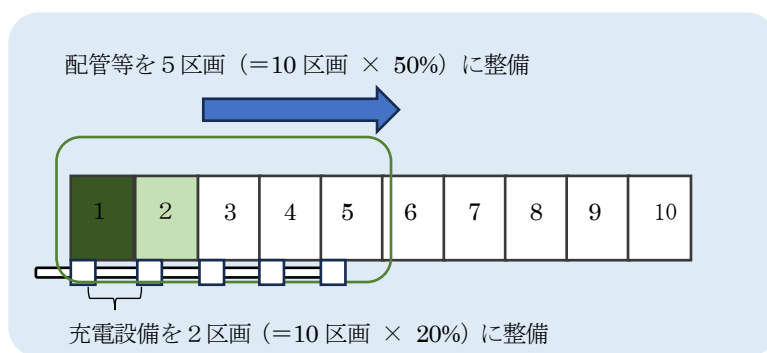 配管等を５区画（=10 区画 × 50%）に整備
1 2 3 4 5 6 7 8 9 10
充電設備を２区画（=10 区画 × 20%）に整備